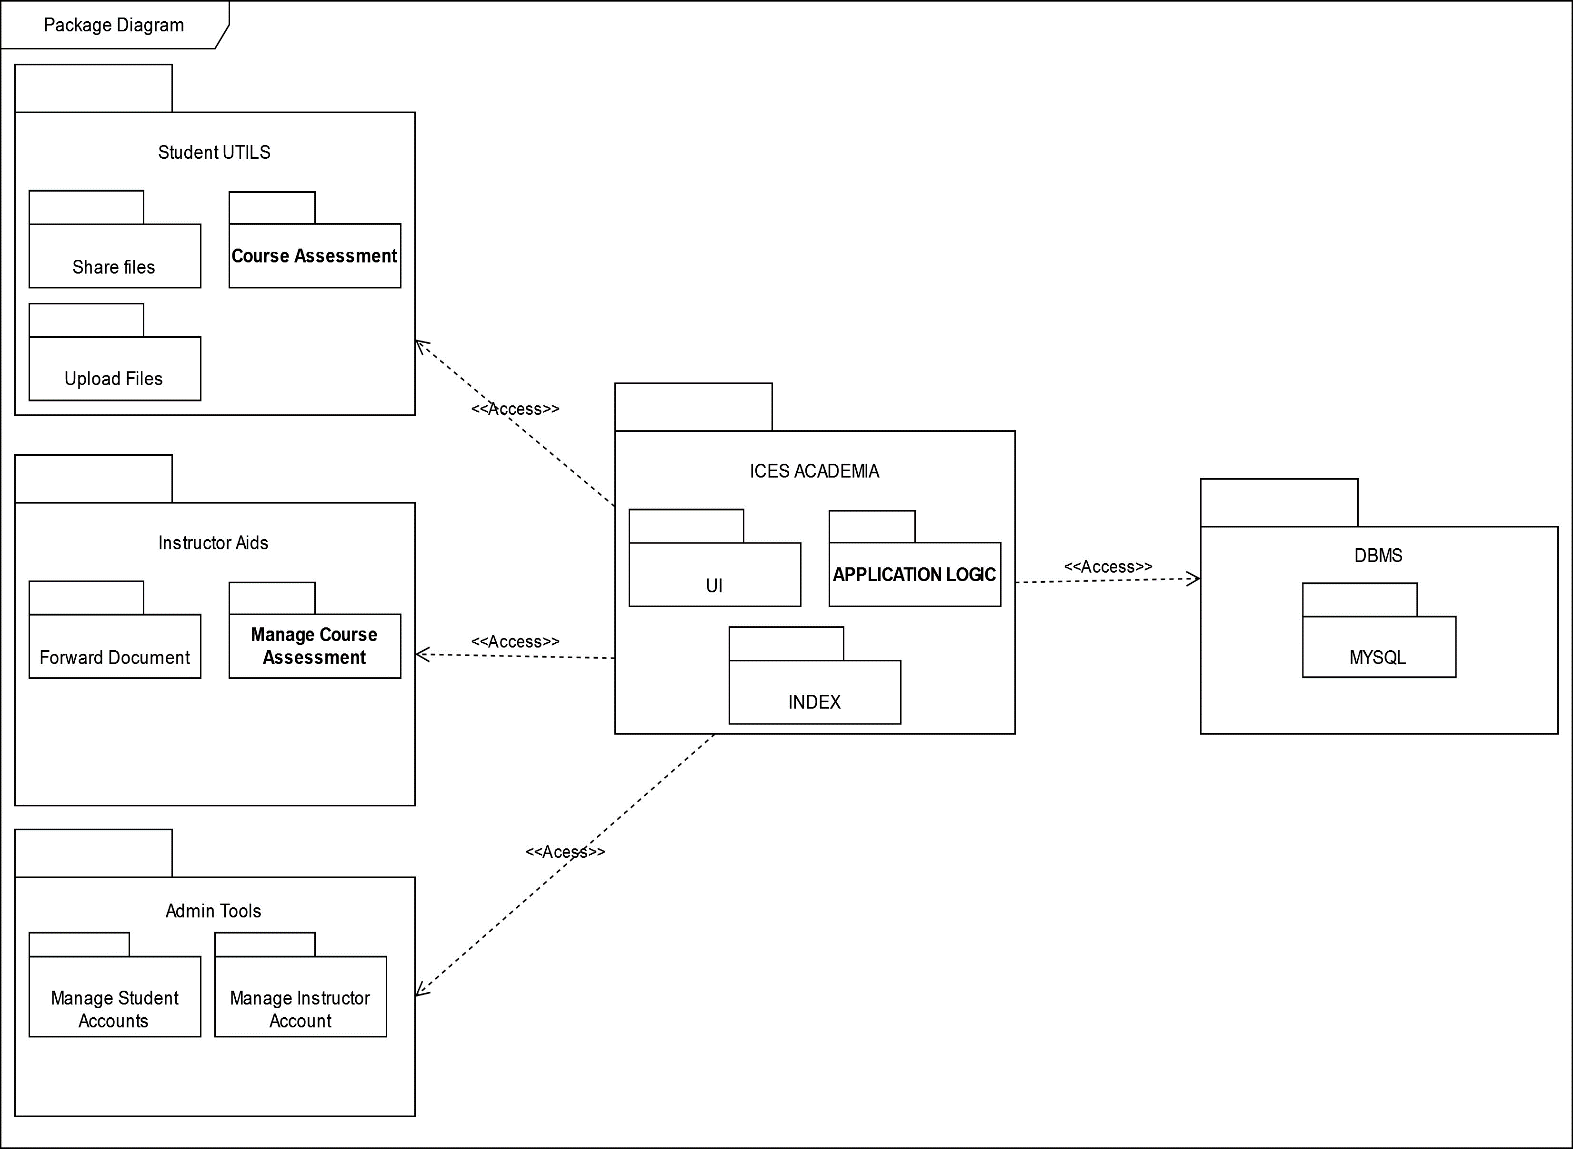 Package Diagram
Student UTILS
Share files
Course Assessment
Upload Files
<<Access>>
Instructor Aids
Forward Document
Manage Course
Assessment
<<Access>>
ICES ACADEMIA
UI
APPLICATION LOGIC
INDEX
<<Access>>
DBMS
MYSQL
<<Acess>>
Admin Tools
Manage Student
Accounts
Manage Instructor
Account